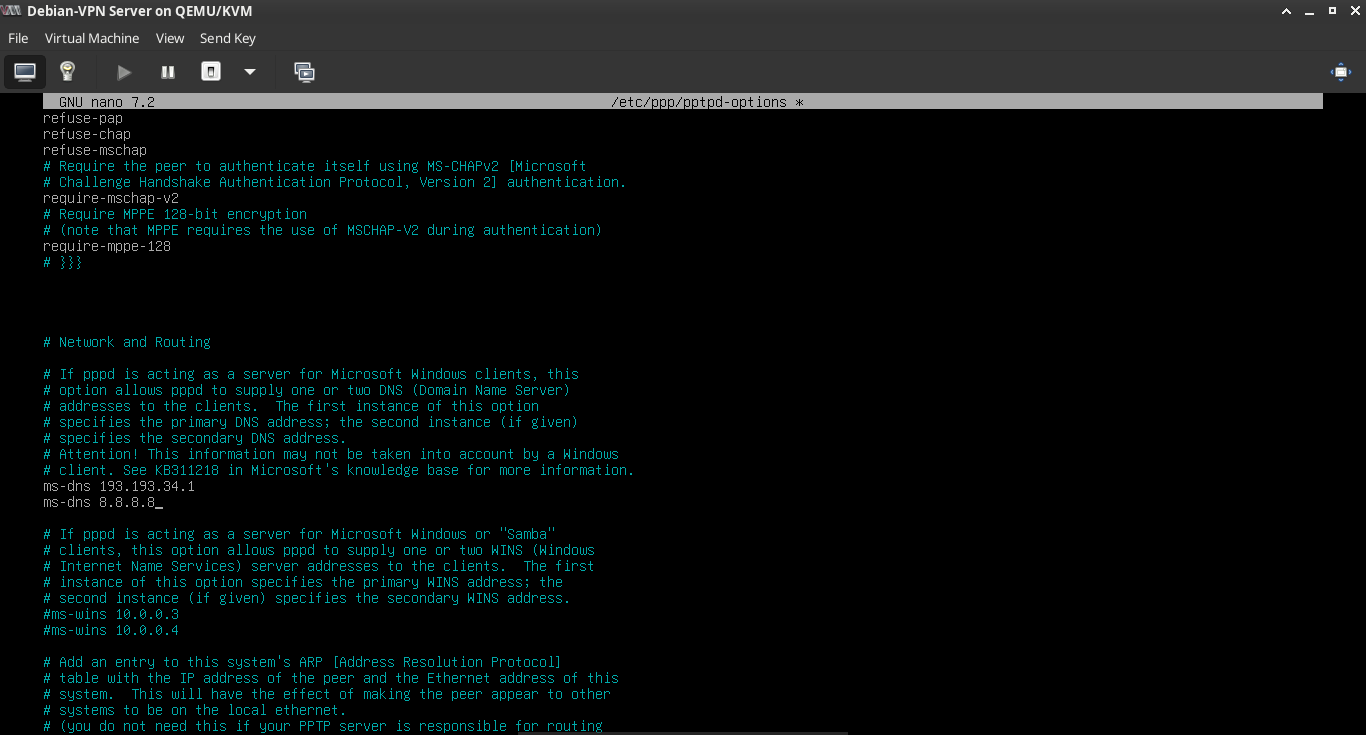 Debian-VPN Server on QEMU/KVM
File Virtual Machine View Send Key
GNU nano 7.2 /etc/ppp/pptpd-options *
refuse-pap
refuse-chap
refuse-mschap
# Require the peer to authenticate itself using MS-CHAPv2 [Microsoft
# Challenge Handshake Authentication Protocol, Version 2] authentication.
require-mschap-v2
# Require MPPE 128-bit encryption
# (note that MPPE requires the use of MSCHAP-V2 during authentication)
require-mppe-128
# }}}
# Network and Routing
# If pppd is acting as a server for Microsoft Windows clients, this
# option allows pppd to supply one or two DNS (Domain Name Server)
# addresses to the clients.  The first instance of this option
# specifies the primary DNS address; the second instance (if given)
# specifies the secondary DNS address.
# Attention! This information may not be taken into account by a Windows
# client. See KB311218 in Microsoft's knowledge base for more information.
ms-dns 193.193.34.1
ms-dns 8.8.8.8
# If pppd is acting as a server for Microsoft Windows or "Samba"
# clients, this option allows pppd to supply one or two WINS (Windows
# Internet Name Services) server addresses to the clients.  The first
# instance of this option specifies the primary WINS address; the
# second instance (if given) specifies the secondary WINS address.
#ms-wins 10.0.0.3
#ms-wins 10.0.0.4
# Add an entry to this system's ARP [Address Resolution Protocol]
# table with the IP address of the peer and the Ethernet address of this
# system.  This will have the effect of making the peer appear to other
# systems to be on the local ethernet.
# (you do not need this if your PPTP server is responsible for routing